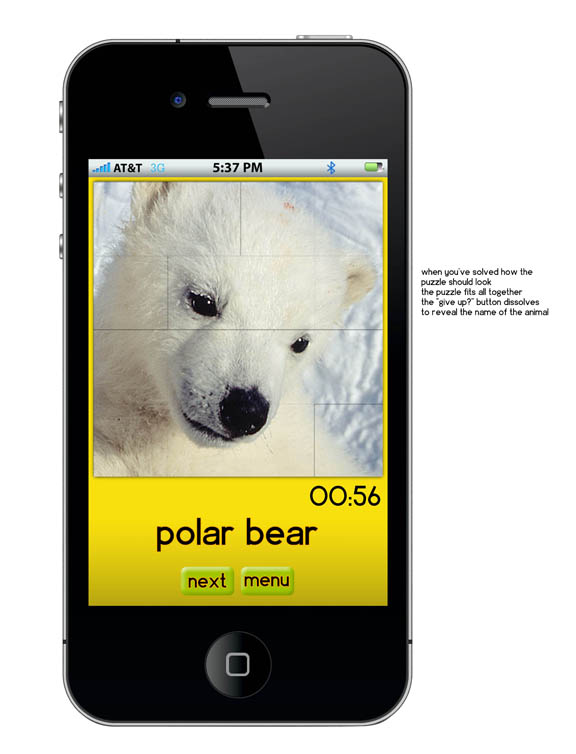 AT&T 3G 5:37 PM
when you've solved how the
puzzle should look
the puzzle fits all together
the "give up?" button dissolves
to reveal the name of the animal
00:56
polar bear
next menu